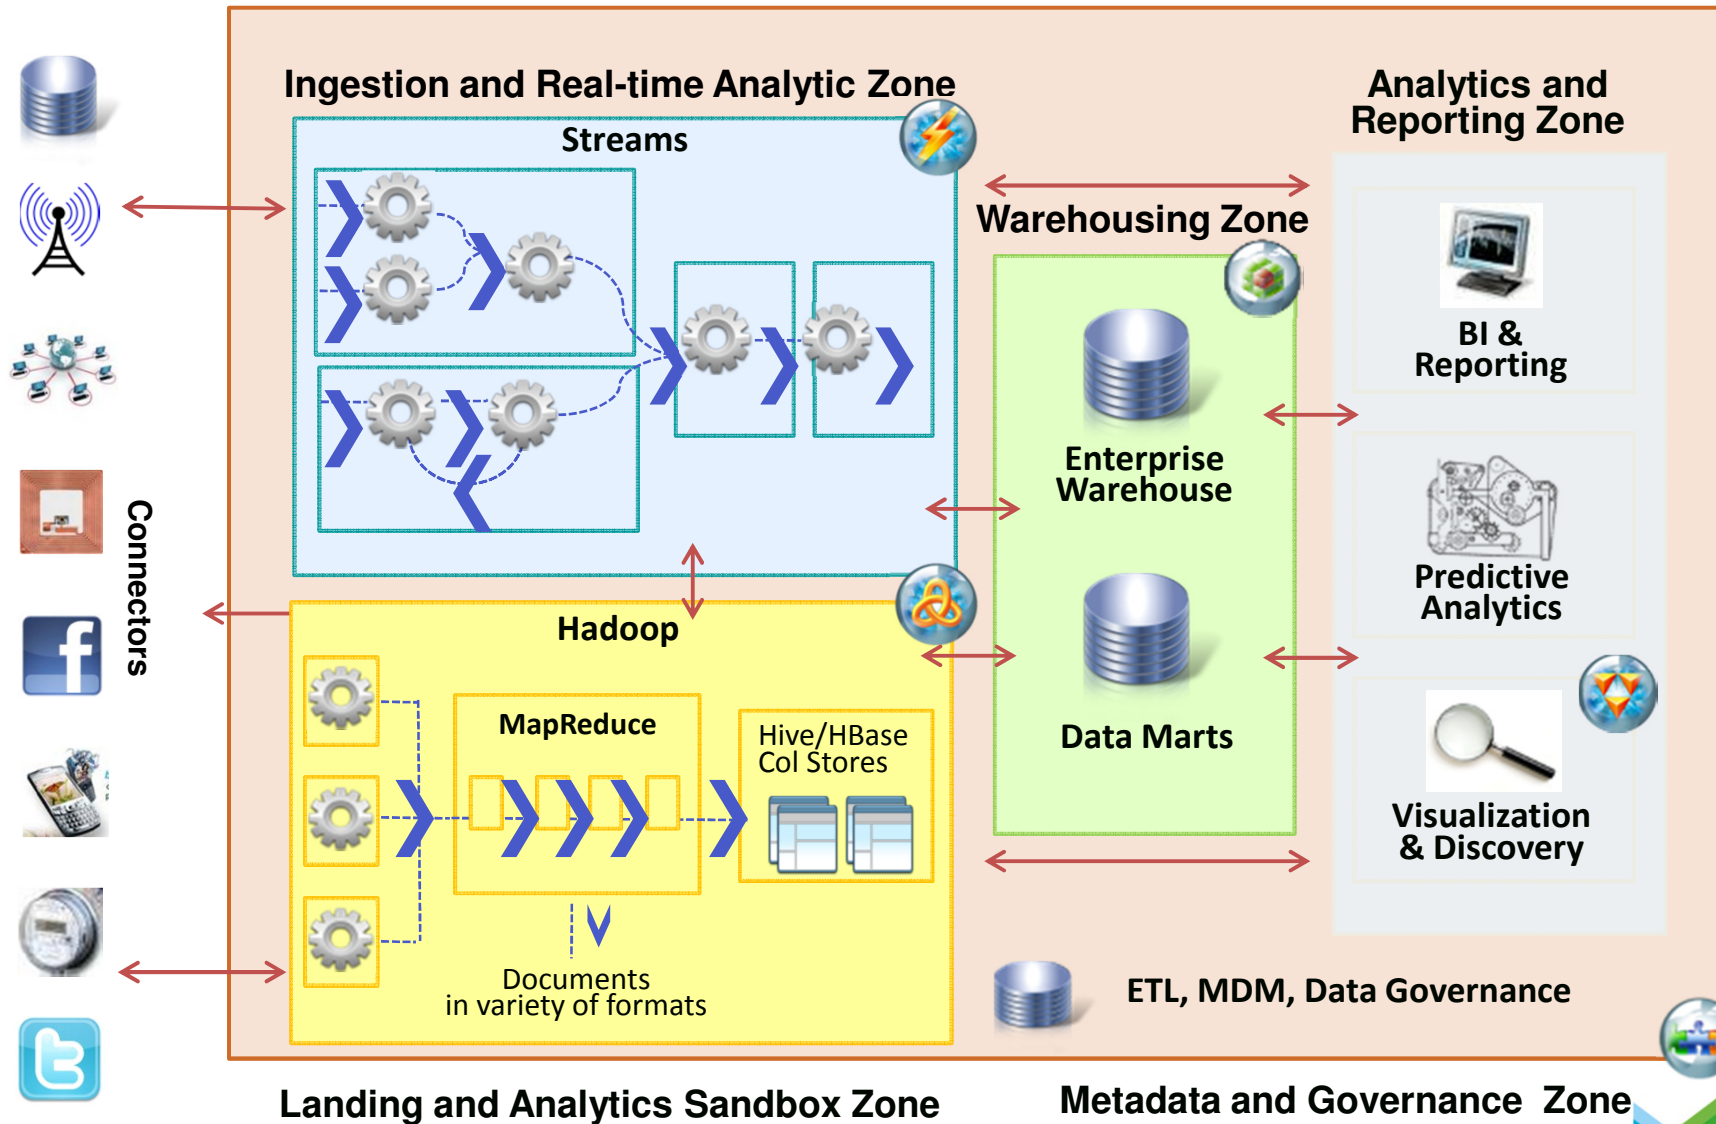 Ingestion and Real-time Analytic Zone
Streams
Analytics and
Reporting Zone
Warehousing Zone
BI &
Reporting
Enterprise
Warehouse
Predictive
Analytics
Connectors
Hadoop
MapReduce
Hive/HBase
Col Stores
Data Marts
Visualization
& Discovery
Documents
in variety of formats
ETL, MDM, Data Governance
Landing and Analytics Sandbox Zone
Metadata and Governance Zone